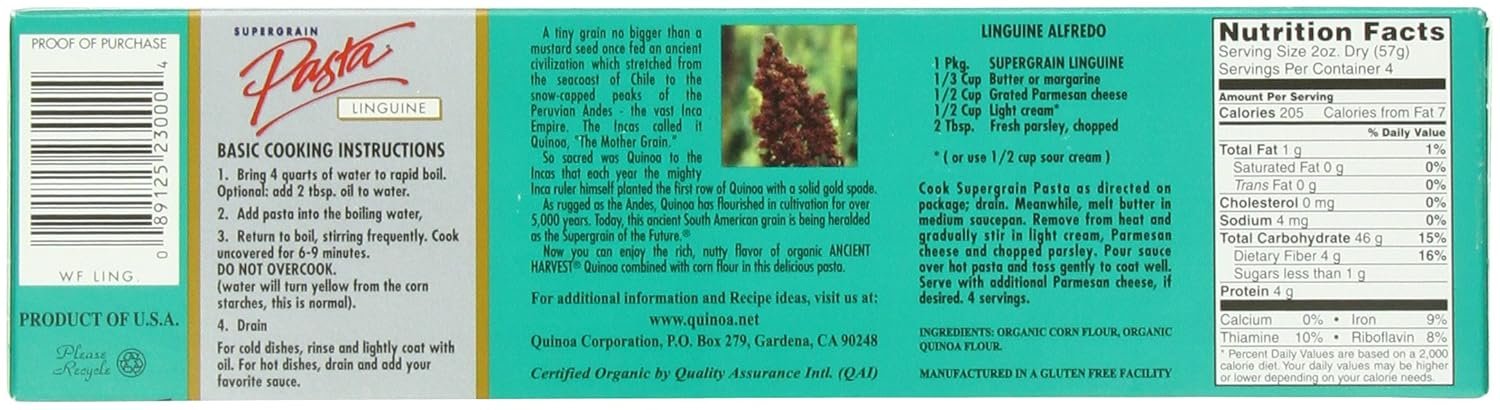 PROOF OF PURCHASE
0 89125 23000 4
WF LING.
PRODUCT OF U.S.A.
Please
Recycle
SUPERGRAIN
Pasta
LINGUINE
BASIC COOKING INSTRUCTIONS
1. Bring 4 quarts of water to rapid boil.
Optional: add 2 tbsp. oil to water.
2. Add pasta into the boiling water,
3. Return to boil, stirring frequently. Cook
uncovered for 6-9 minutes.
DO NOT OVERCOOK.
(water will turn yellow from the corn
starches, this is normal).
4. Drain
For cold dishes, rinse and lightly coat with
oil. For hot dishes, drain and add your
favorite sauce.
A tiny grain no bigger than a
mustard seed once fed an ancient
civilization which stretched from
the seacoast of Chile to the
snow-capped peaks of the
Peruvian Andes - the vast Inca
Empire. The Incas called it
Quinoa, "The Mother Grain."
So sacred was Quinoa to the
Incas that each year the mighty
Inca ruler himself planted the first row of Quinoa with a solid gold spade.
As rugged as the Andes, Quinoa has flourished in cultivation for over
5,000 years. Today, this ancient South American grain is being heralded
as the Supergrain of the Future.®
Now you can enjoy the rich, nutty flavor of organic ANCIENT
HARVEST® Quinoa combined with corn flour in this delicious pasta.
For additional information and Recipe ideas, visit us at:
www.quinoa.net
Quinoa Corporation, P.O. Box 279, Gardena, CA 90248
Certified Organic by Quality Assurance Intl. (QAI)
LINGUINE ALFREDO
1 Pkg. SUPERGRAIN LINGUINE
1/3 Cup Butter or margarine
1/2 Cup Grated Parmesan cheese
1/2 Cup Light cream*
2 Tbsp. Fresh parsley, chopped
* ( or use 1/2 cup sour cream )
Cook Supergrain Pasta as directed on
package; drain. Meanwhile, melt butter in
medium saucepan. Remove from heat and
gradually stir in light cream, Parmesan
cheese and chopped parsley. Pour sauce
over hot pasta and toss gently to coat well.
Serve with additional Parmesan cheese, if
desired. 4 servings.
INGREDIENTS: ORGANIC CORN FLOUR, ORGANIC
QUINOA FLOUR.
MANUFACTURED IN A GLUTEN FREE FACILITY
Nutrition Facts
Serving Size 2oz. Dry (57g)
Servings Per Container 4
Amount Per Serving
Calories 205 Calories from Fat 7
% Daily Value
Total Fat 1 g 1%
Saturated Fat 0 g 0%
Trans Fat 0 g 0%
Cholesterol 0 mg 0%
Sodium 4 mg 0%
Total Carbohydrate 46 g 15%
Dietary Fiber 4 g 16%
Sugars less than 1 g
Protein 4 g
Calcium 0% • Iron 9%
Thiamine 10% • Riboflavin 8%
* Percent Daily Values are based on a 2,000
calorie diet. Your daily values may be higher
or lower depending on your calorie needs.